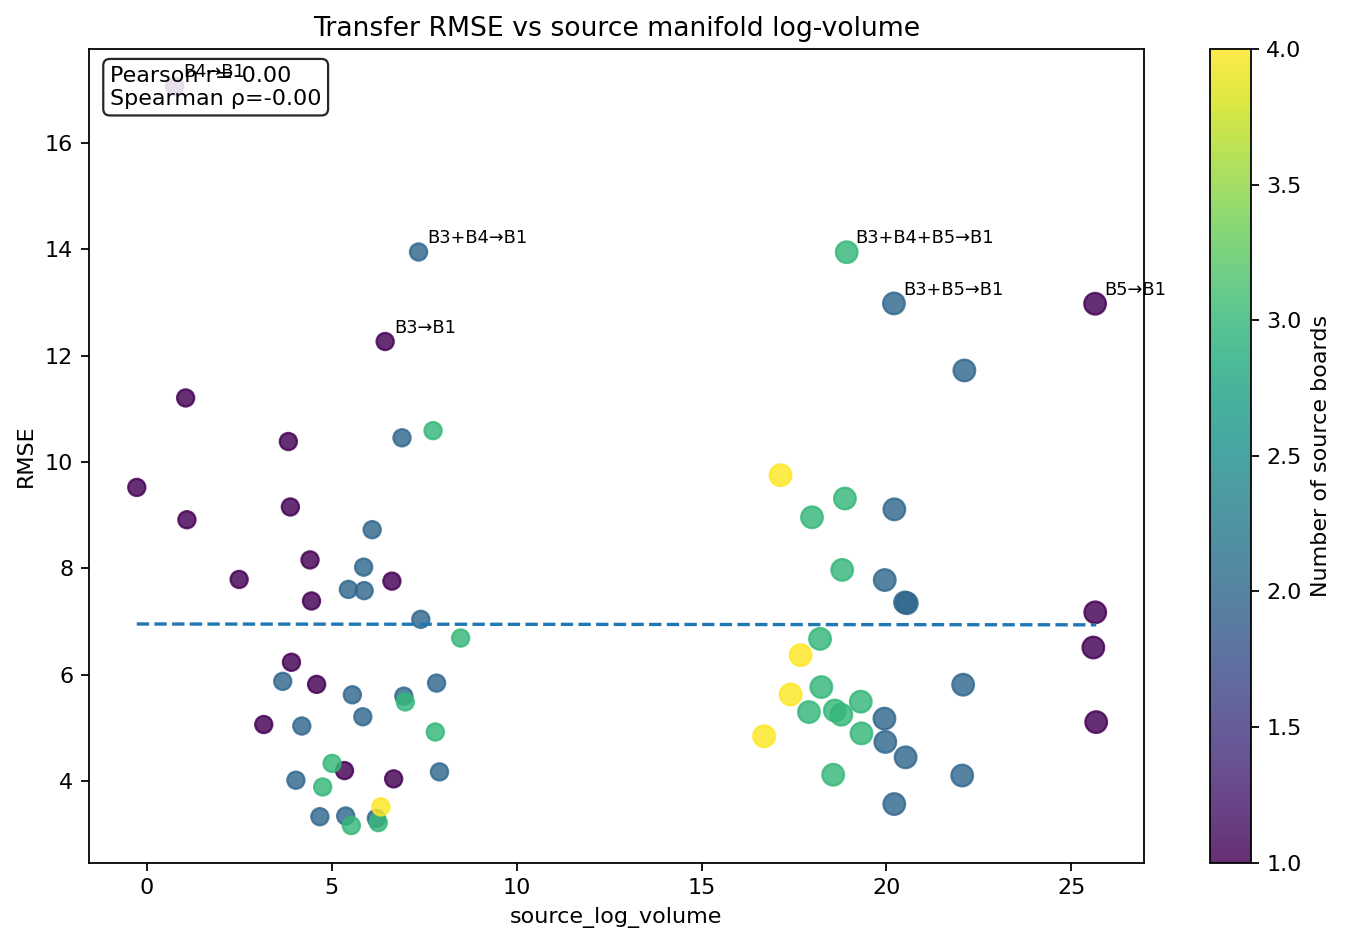 Transfer RMSE vs source manifold log-volume
B4→B1
Pearson r=-0.00
Spearman ρ=-0.00
B3+B4→B1
B3+B4+B5→B1
B3+B5→B1
B5→B1
B3→B1
16
14
12
10
8
6
4
RMSE
0
5
10
15
20
25
source_log_volume
4.0
3.5
3.0
2.5
2.0
1.5
1.0
Number of source boards